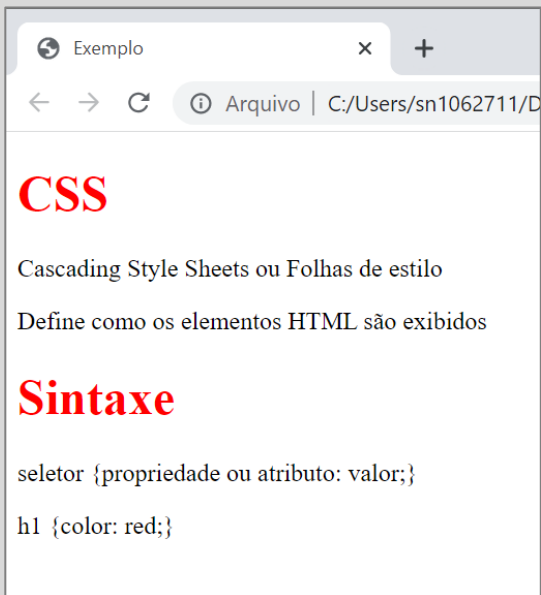 Exemplo
Arquivo | C:/Users/sn1062711/D
CSS
Cascading Style Sheets ou Folhas de estilo
Define como os elementos HTML são exibidos
Sintaxe
seletor {propriedade ou atributo: valor;}
h1 {color: red;}